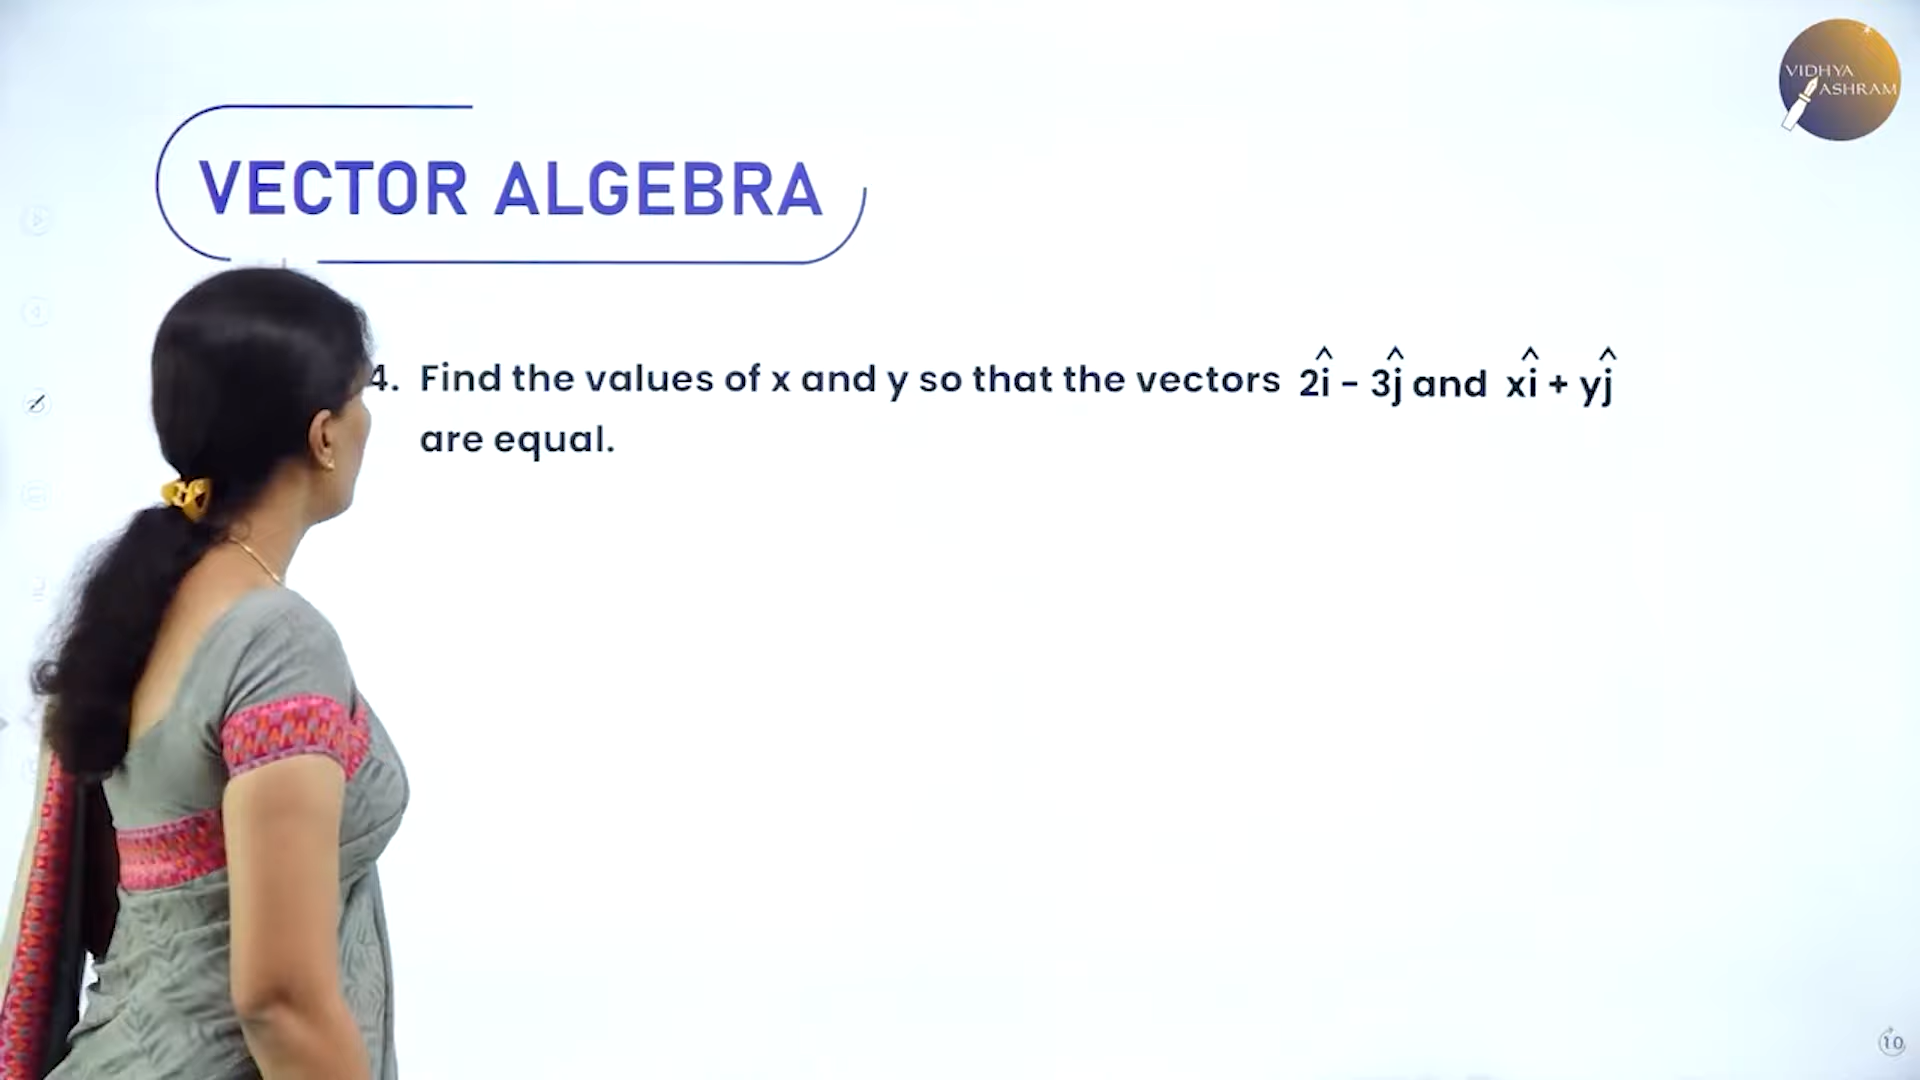 VIDHYA
ASHRAM
VECTOR ALGEBRA
4. Find the values of x and y so that the vectors 2î - 3ĵ and xî + yĵ
are equal.
10